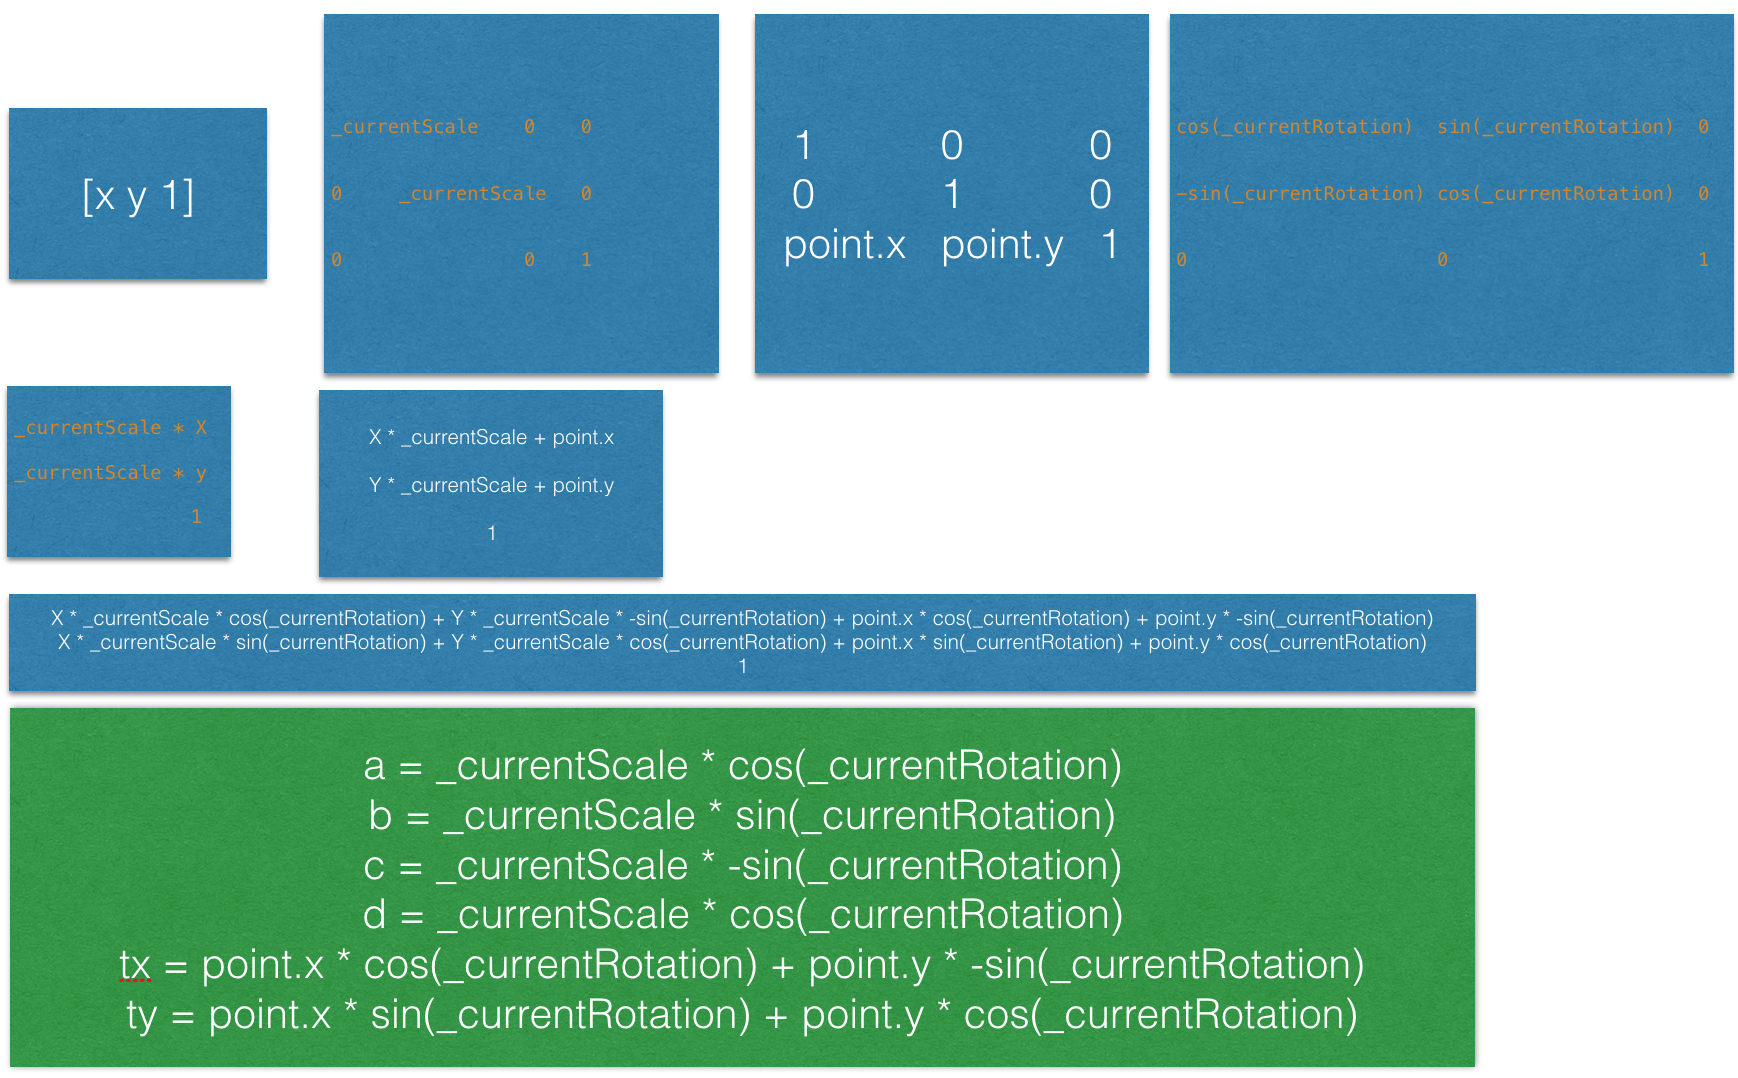 [x y 1]
_currentScale 0 0
0 _currentScale 0
0 0 1
1 0 0
0 1 0
point.x point.y 1
cos(_currentRotation) sin(_currentRotation) 0
-sin(_currentRotation) cos(_currentRotation) 0
0 0 1
_currentScale * X
_currentScale * y
1
X * _currentScale + point.x
Y * _currentScale + point.y
1
X * _currentScale * cos(_currentRotation) + Y * _currentScale * -sin(_currentRotation) + point.x * cos(_currentRotation) + point.y * -sin(_currentRotation)
X * _currentScale * sin(_currentRotation) + Y * _currentScale * cos(_currentRotation) + point.x * sin(_currentRotation) + point.y * cos(_currentRotation)
1
a = _currentScale * cos(_currentRotation)
b = _currentScale * sin(_currentRotation)
c = _currentScale * -sin(_currentRotation)
d = _currentScale * cos(_currentRotation)
tx = point.x * cos(_currentRotation) + point.y * -sin(_currentRotation)
ty = point.x * sin(_currentRotation) + point.y * cos(_currentRotation)